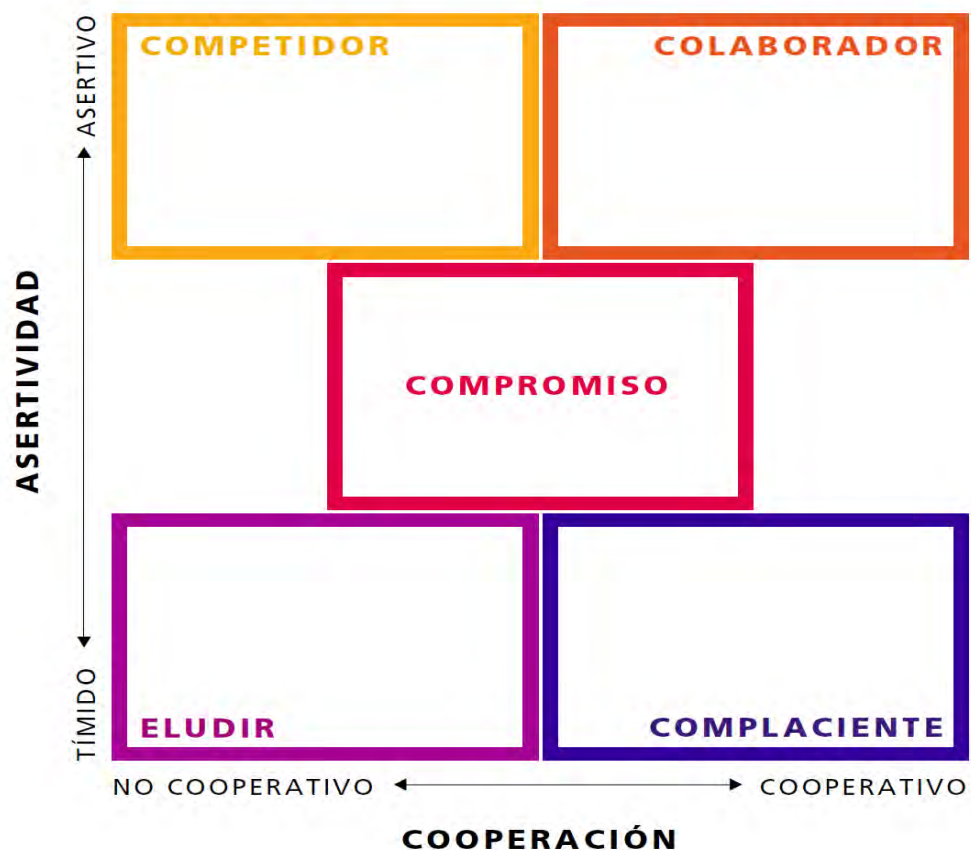 COMPETIDOR
COLABORADOR
ASERTIVO
ASERTIVIDAD
COMPROMISO
TÍMIDO
ELUDIR
COMPLACIENTE
NO COOPERATIVO
COOPERATIVO
COOPERACIÓN